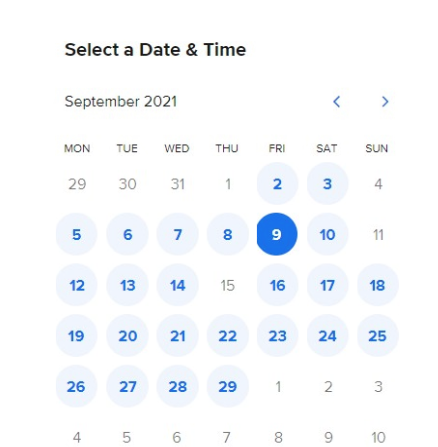 Select a Date & Time
September 2021
MON TUE WED THU FRI SAT SUN
29 30 31 1 2 3 4
5 6 7 8 9 10 11
12 13 14 15 16 17 18
19 20 21 22 23 24 25
26 27 28 29 1 2 3
4 5 6 7 8 9 10